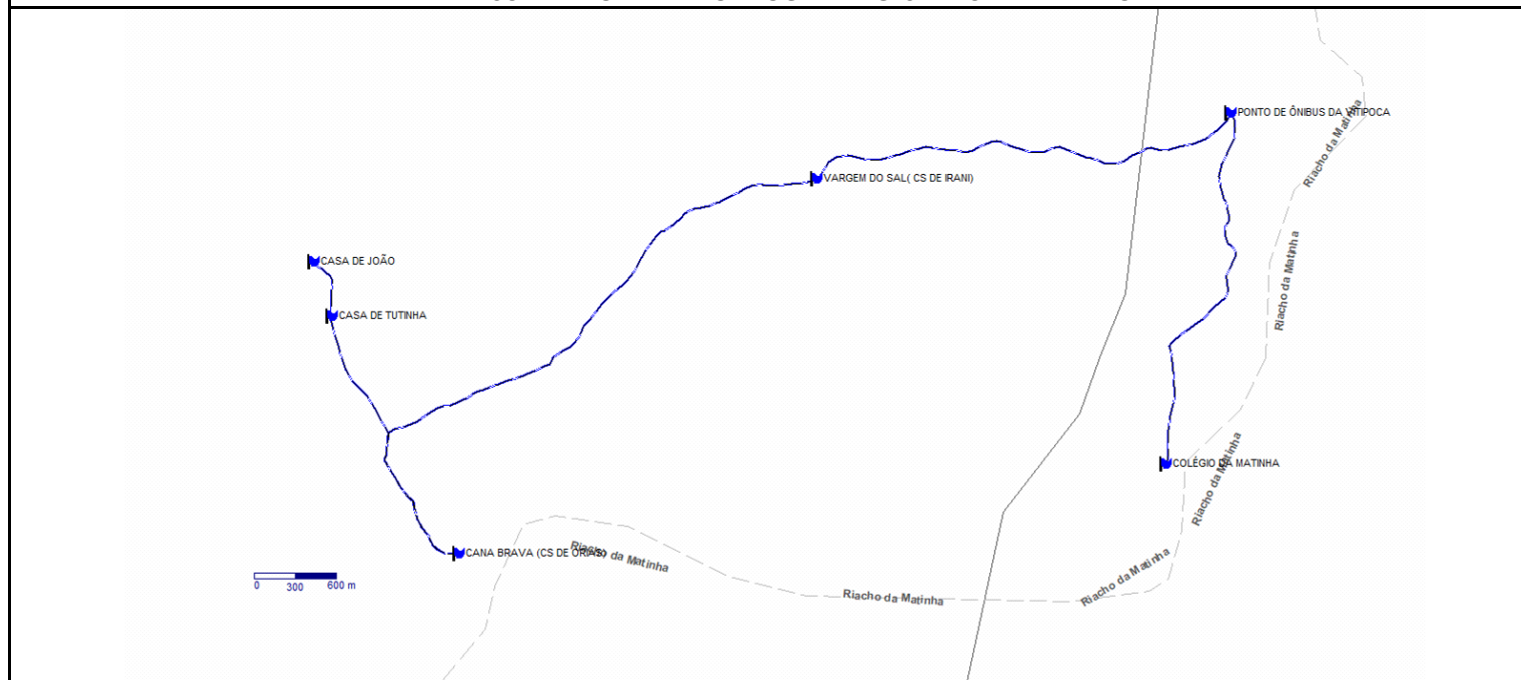 PONTO DE ÔNIBUS DA
VARGEM DO SAL( CS DE IRANI)
Riacho da Matinha
CASA DE JOÃO
Riacho da Matinha
CASA DE TUTINHA
COLÉGIO DA MATINHA
Riacho da Matinha
CANA BRAVA (CS DE ORIAS)
Riacho da Matinha
Riacho da Matinha
Riacho da Matinha
0 300 600 m